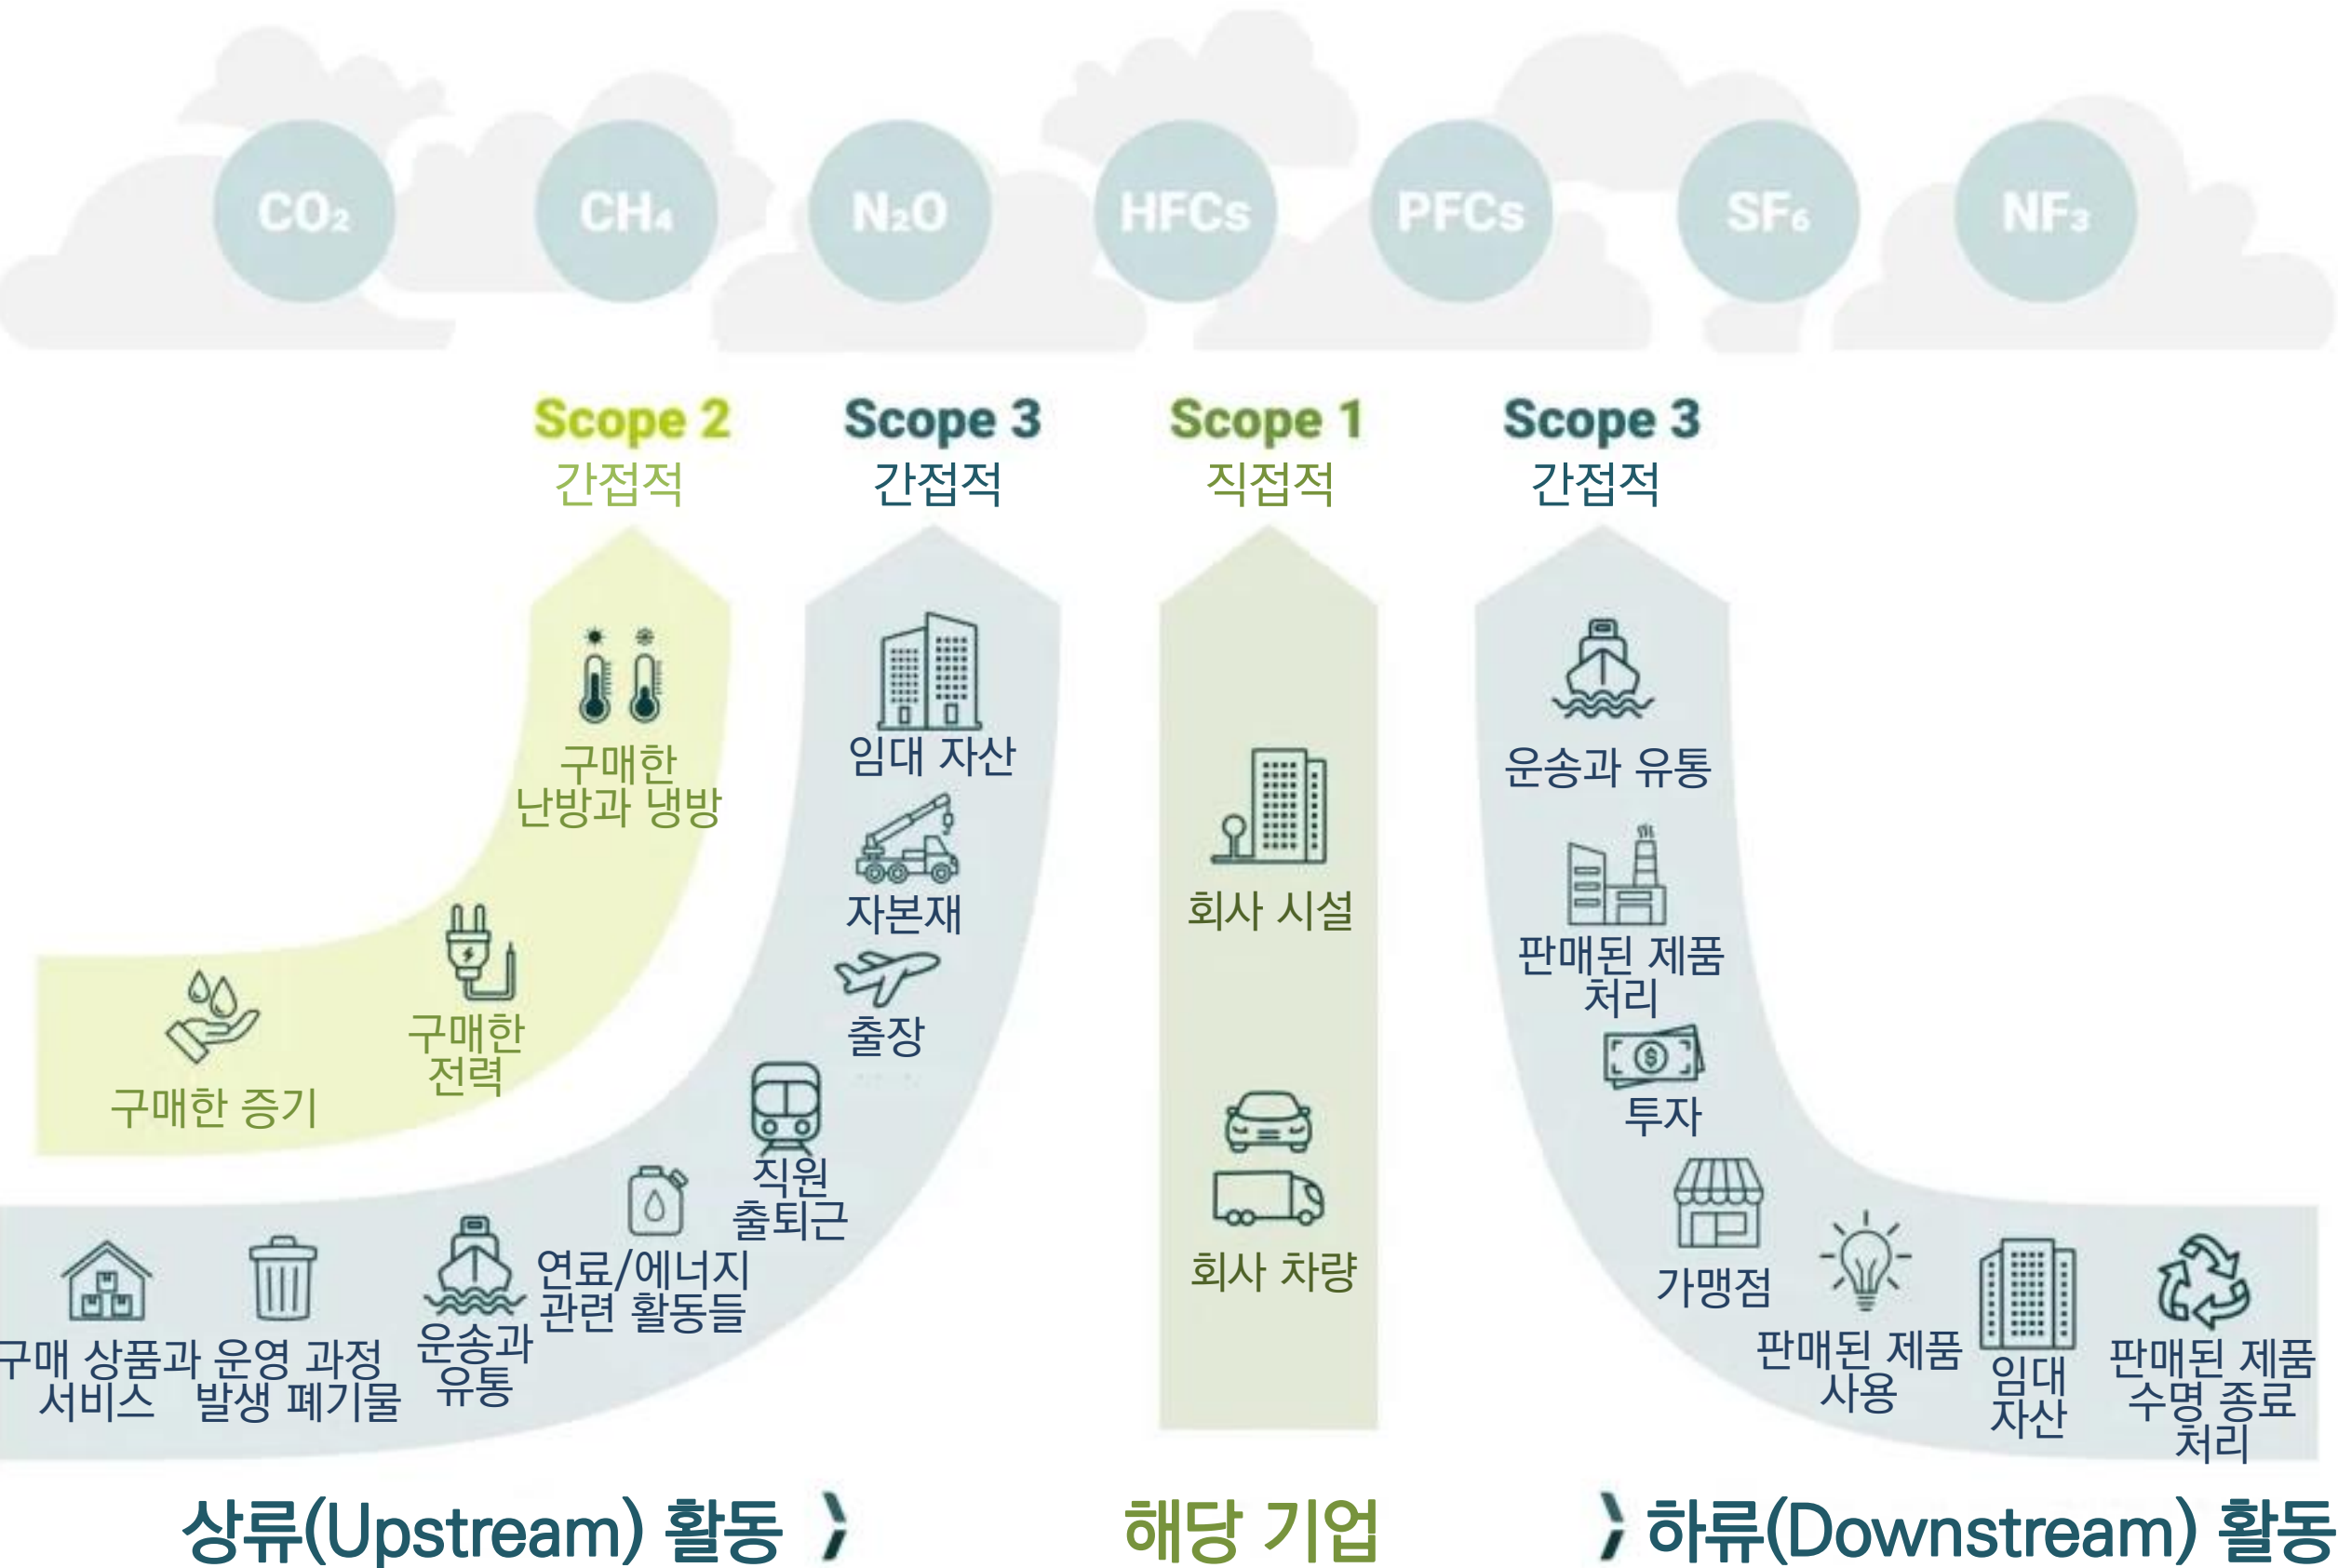 CO₂
CH₄
N₂O
HFCs
PFCs
SF₆
NF₃
Scope 2
간접적
Scope 3
간접적
Scope 1
직접적
Scope 3
간접적
구매한
난방과 냉방
구매한
전력
구매한 증기
임대 자산
자본재
출장
직원
출퇴근
연료/에너지
관련 활동들
운송과
유통
운영 과정
발생 폐기물
구매 상품과
서비스
회사 시설
회사 차량
운송과 유통
판매된 제품
처리
투자
가맹점
판매된 제품
사용
임대
자산
판매된 제품
수명 종료
처리
상류(Upstream) 활동
해당 기업
하류(Downstream) 활동